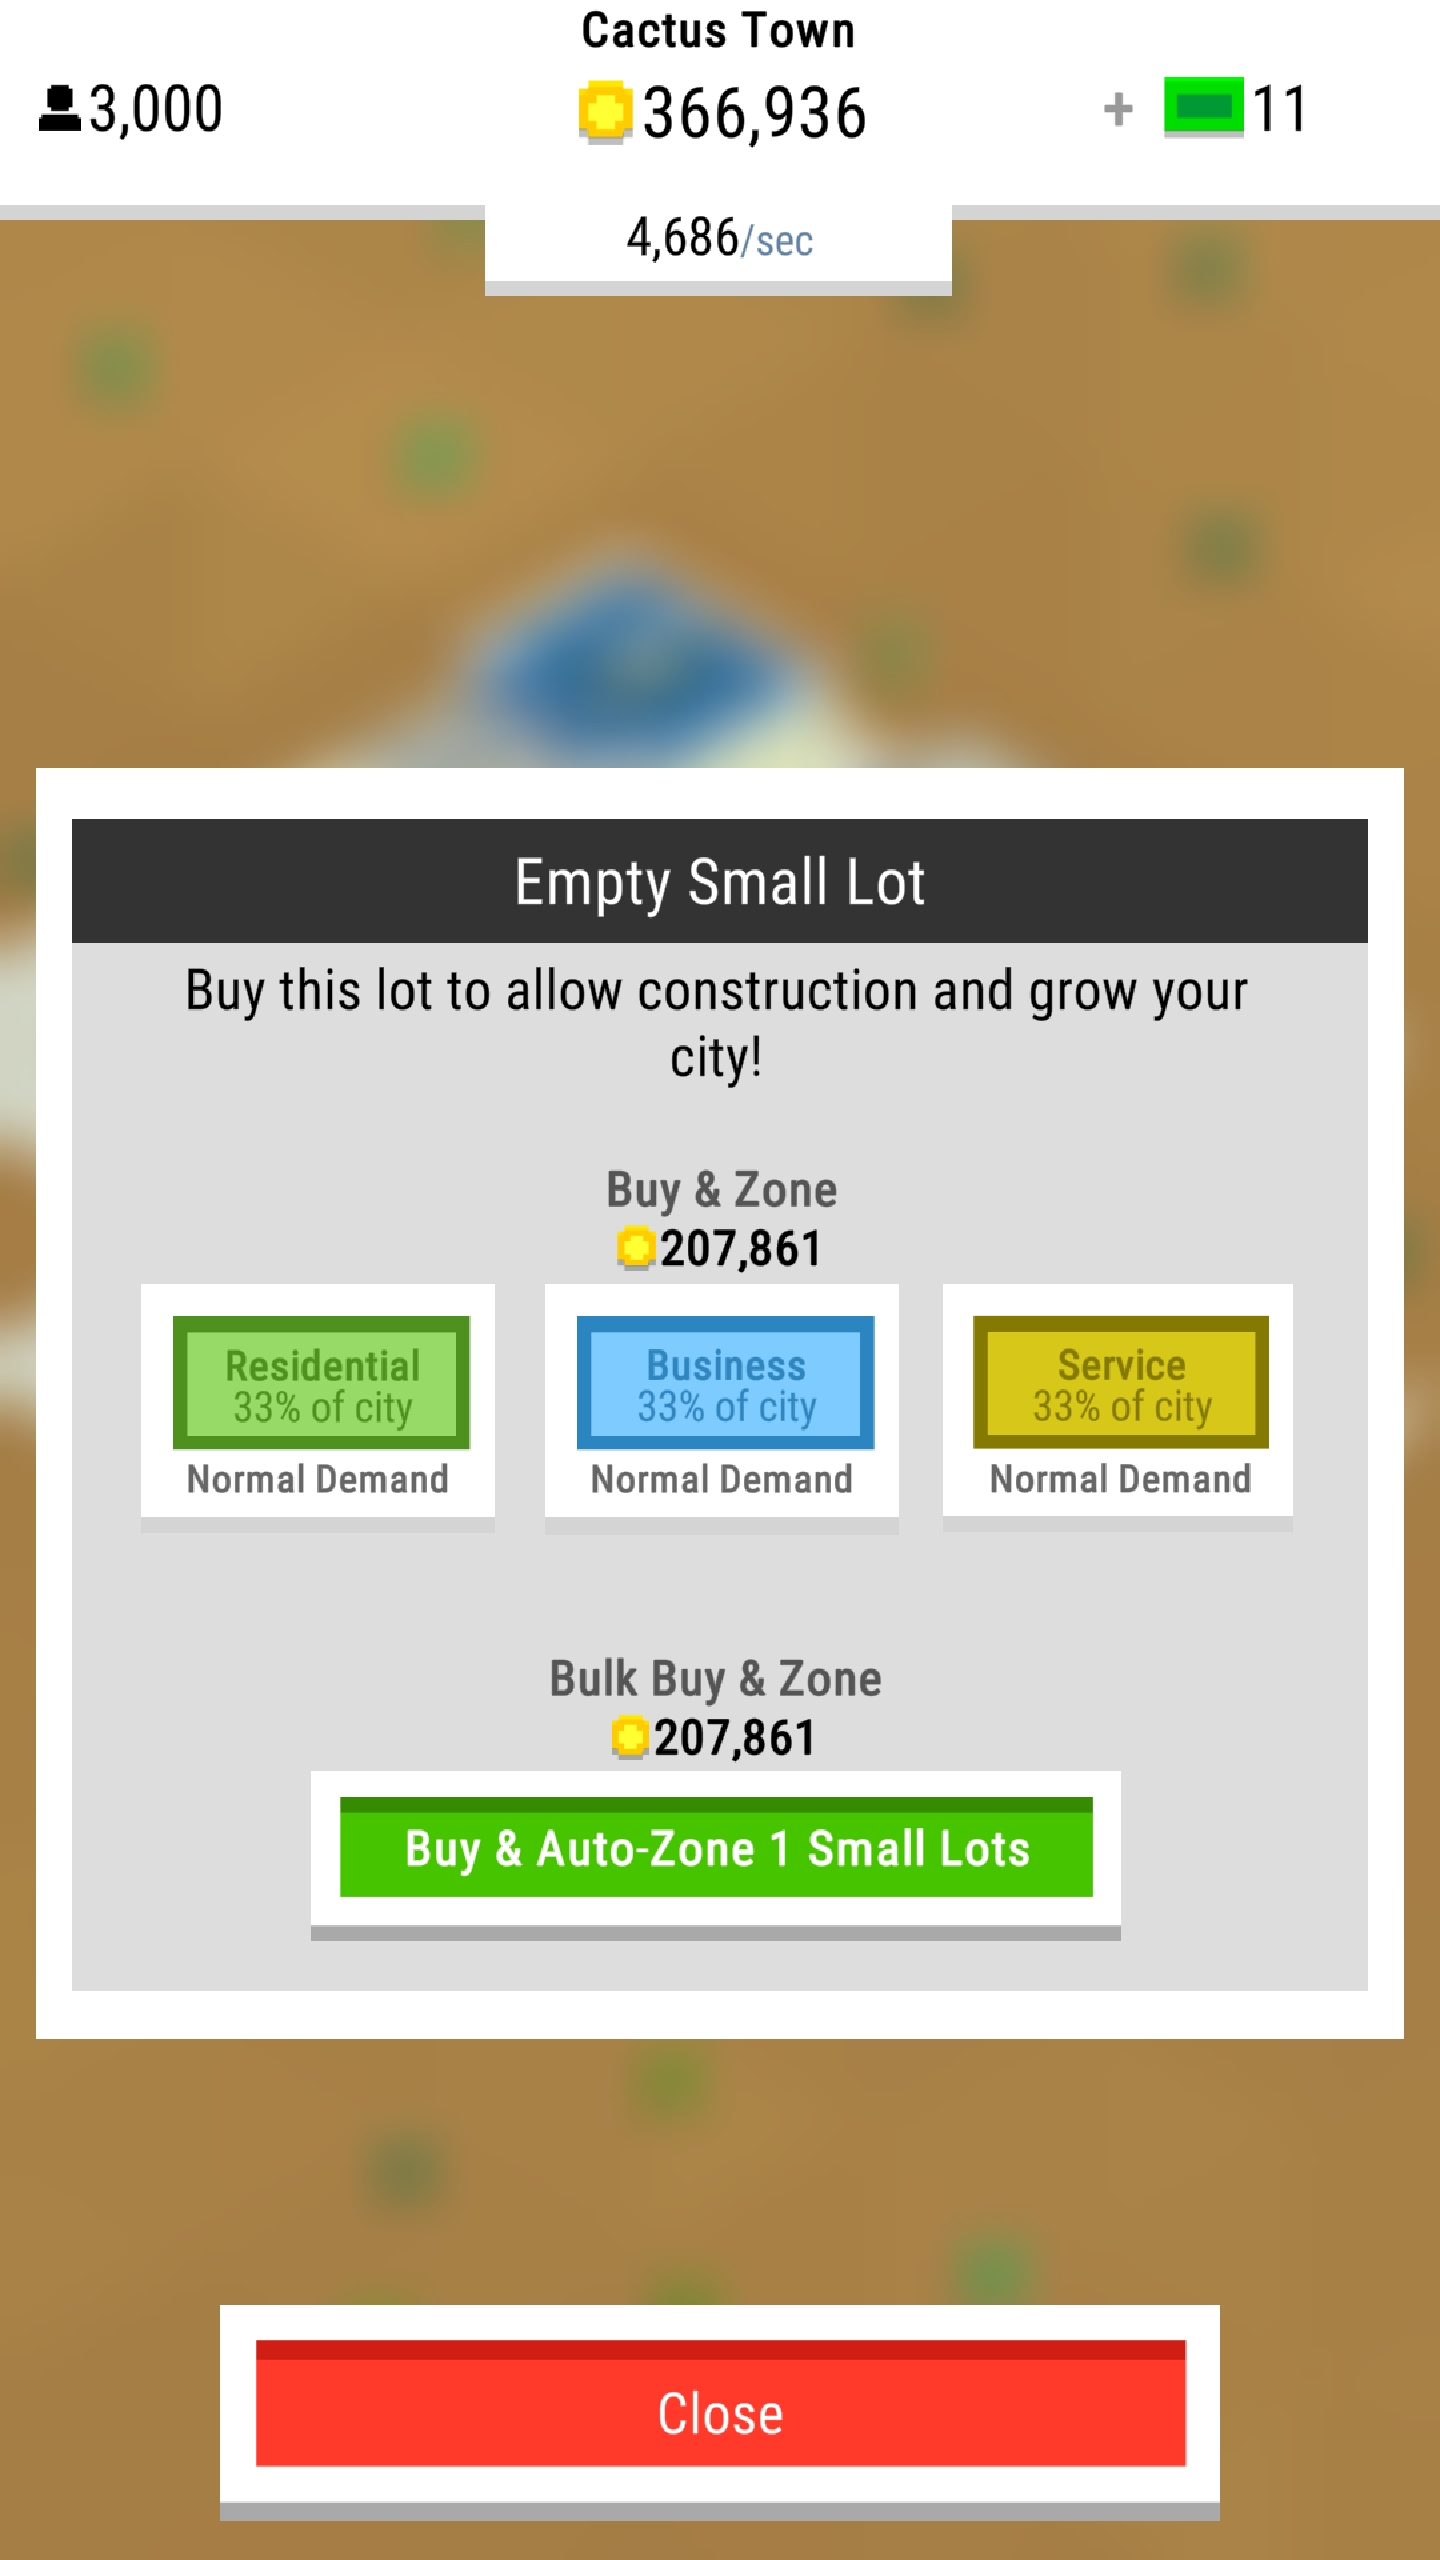 Cactus Town
3,000
366,936
+ 11
4,686/sec
Empty Small Lot
Buy this lot to allow construction and grow your
city!
Buy & Zone
207,861
Residential
33% of city
Normal Demand
Business
33% of city
Normal Demand
Service
33% of city
Normal Demand
Bulk Buy & Zone
207,861
Buy & Auto-Zone 1 Small Lots
Close